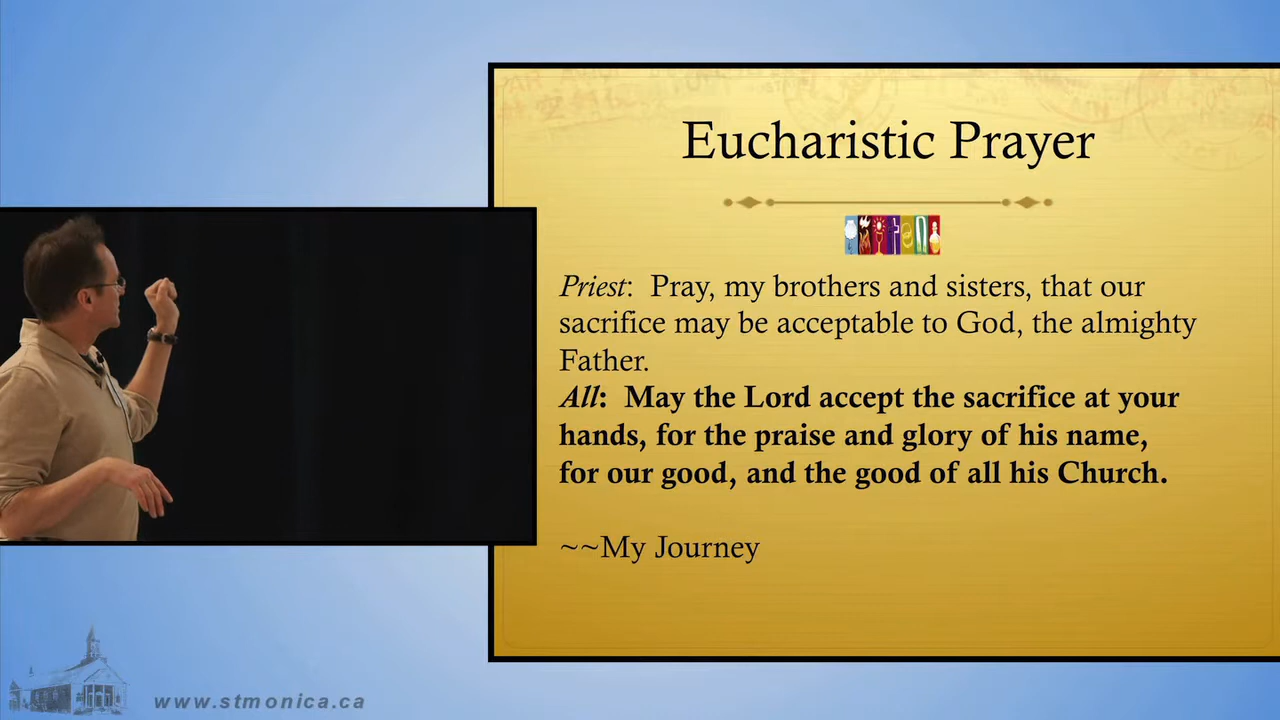 Eucharistic Prayer
Priest: Pray, my brothers and sisters, that our
sacrifice may be acceptable to God, the almighty
Father.
All: May the Lord accept the sacrifice at your
hands, for the praise and glory of his name,
for our good, and the good of all his Church.
~~My Journey
www.stmonica.ca